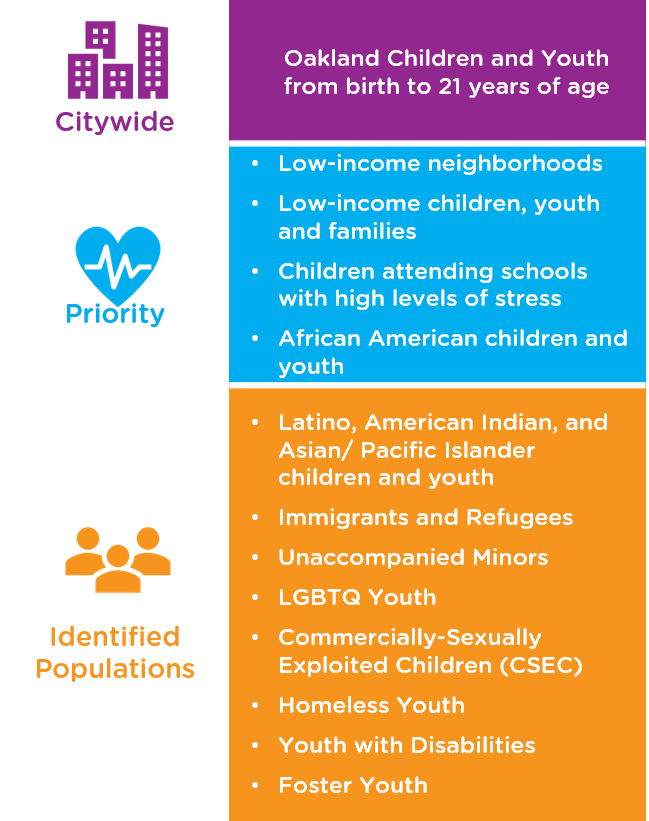 Citywide
Oakland Children and Youth
from birth to 21 years of age
Priority
• Low-income neighborhoods
• Low-income children, youth
and families
• Children attending schools
with high levels of stress
• African American children and
youth
Identified
Populations
• Latino, American Indian, and
Asian/ Pacific Islander
children and youth
• Immigrants and Refugees
• Unaccompanied Minors
• LGBTQ Youth
• Commercially-Sexually
Exploited Children (CSEC)
• Homeless Youth
• Youth with Disabilities
• Foster Youth